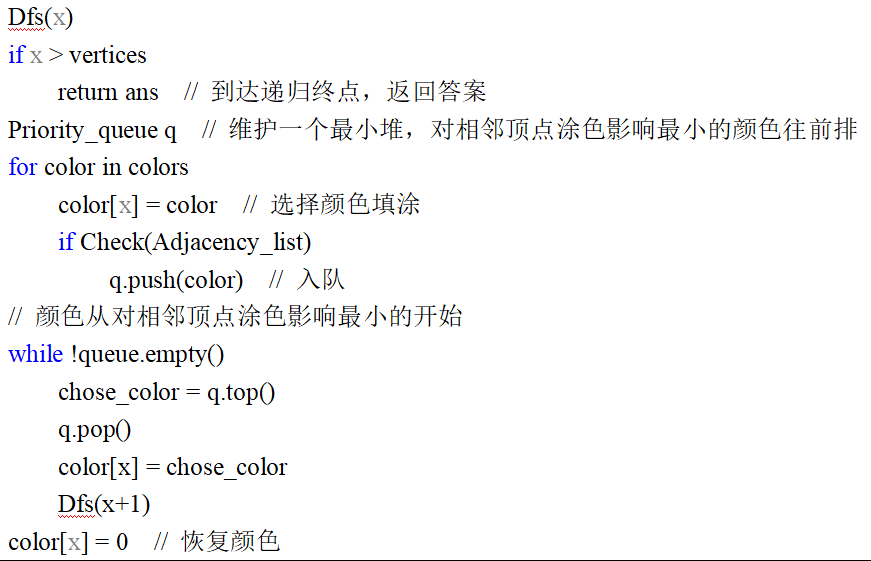 Dfs(x)
if x > vertices
return ans // 到达递归终点，返回答案
Priority_queue q // 维护一个最小堆，对相邻顶点涂色影响最小的颜色往前排
for color in colors
color[x] = color // 选择颜色填涂
if Check(Adjacency_list)
q.push(color) // 入队
// 颜色从对相邻顶点涂色影响最小的开始
while !queue.empty()
chose_color = q.top()
q.pop()
color[x] = chose_color
Dfs(x+1)
color[x] = 0 // 恢复颜色